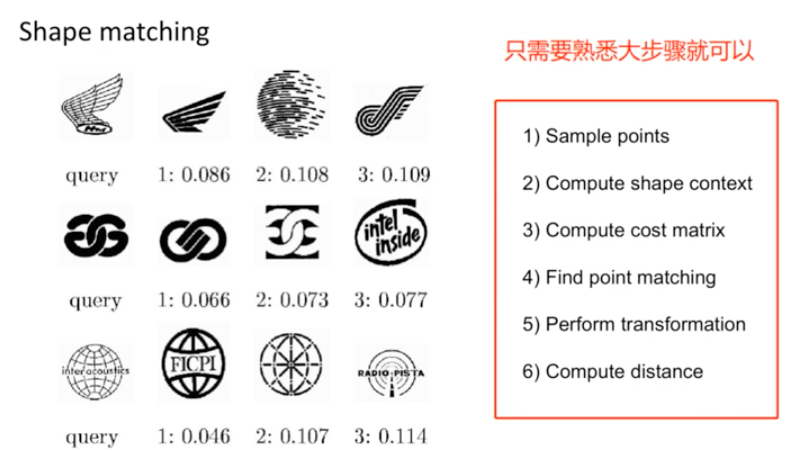 Shape matching
只需要熟悉大步骤就可以
query 1: 0.086 2: 0.108 3: 0.109
intel
inside
query 1: 0.066 2: 0.073 3: 0.077
interacoustics
FICPI
RADIO PISTA
query 1: 0.046 2: 0.107 3: 0.114
1) Sample points
2) Compute shape context
3) Compute cost matrix
4) Find point matching
5) Perform transformation
6) Compute distance